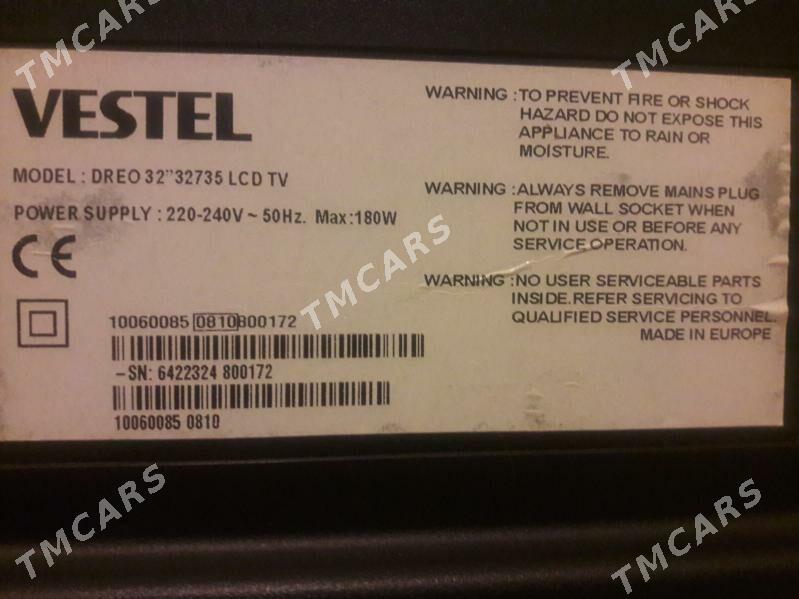 VESTEL
MODEL : DREO 32"32735 LCD TV
POWER SUPPLY : 220-240V ~ 50Hz. Max:180W
CE
10060085 0810 800172
-SN: 6422324 800172
10060085 0810
WARNING :TO PREVENT FIRE OR SHOCK
HAZARD DO NOT EXPOSE THIS
APPLIANCE TO RAIN OR
MOISTURE.
WARNING :ALWAYS REMOVE MAINS PLUG
FROM WALL SOCKET WHEN
NOT IN USE OR BEFORE ANY
SERVICE OPERATION.
WARNING :NO USER SERVICEABLE PARTS
INSIDE.REFER SERVICING TO
QUALIFIED SERVICE PERSONNEL.
MADE IN EUROPE
TMCARS
TMCARS
TMCARS
TMCARS
TMCARS